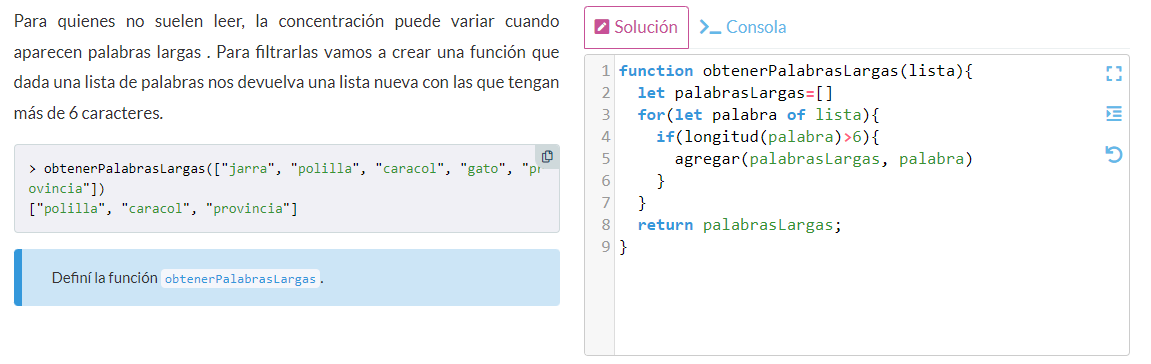 Para quienes no suelen leer, la concentración puede variar cuando
aparecen palabras largas . Para filtrarlas vamos a crear una función que
dada una lista de palabras nos devuelva una lista nueva con las que tengan
más de 6 caracteres.
> obtenerPalabrasLargas(["jarra", "polilla", "caracol", "gato", "pr
ovincia"])
["polilla", "caracol", "provincia"]
Definí la función obtenerPalabrasLargas.
Solución
Consola
1 function obtenerPalabrasLargas(lista){
2 let palabrasLargas=[]
3 for(let palabra of lista){
4 if(longitud(palabra)>6){
5 agregar(palabrasLargas, palabra)
6 }
7 }
8 return palabrasLargas;
9 }